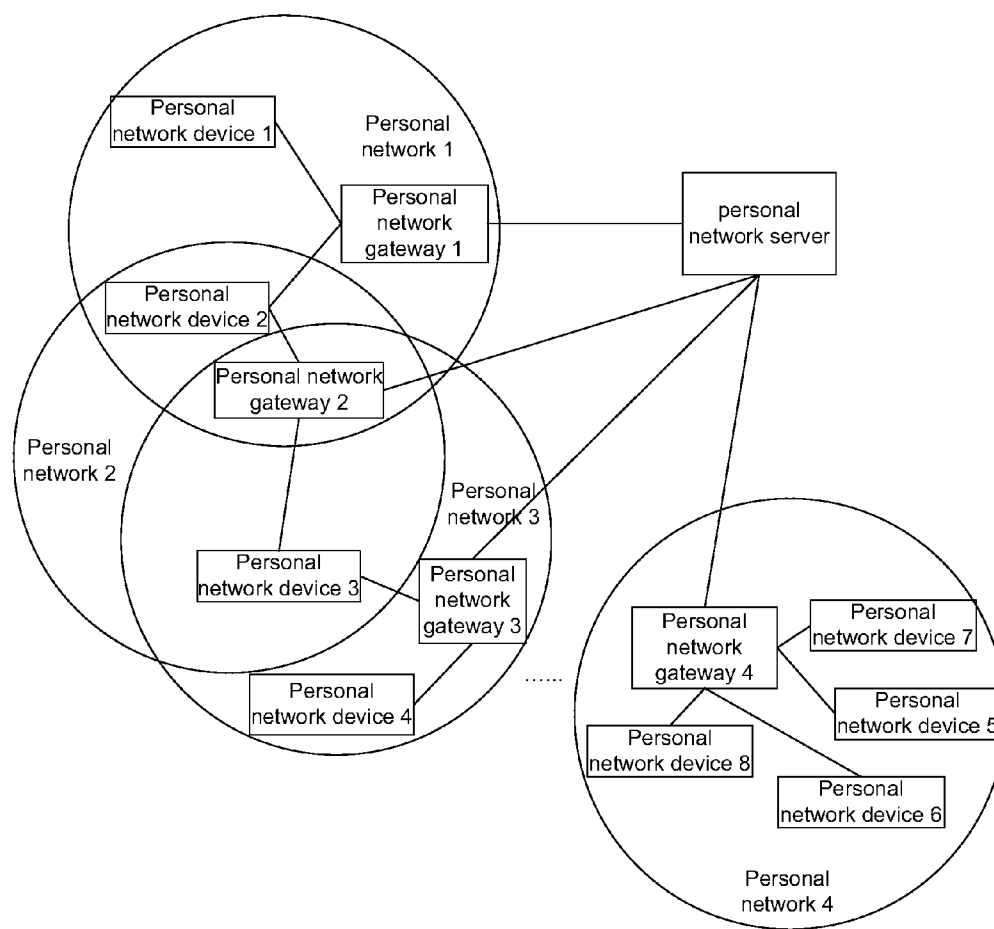 Personal
network device 1
Personal
network 1
Personal
network
gateway 1
personal
network server
Personal
network device 2
Personal network
gateway 2
Personal
network 2
Personal
network 3
Personal
network device 3
Personal
network
gateway 3
Personal
network device 4
......
Personal
network
gateway 4
Personal
network device 7
Personal
network device 5
Personal
network device 8
Personal
network device 6
Personal
network 4